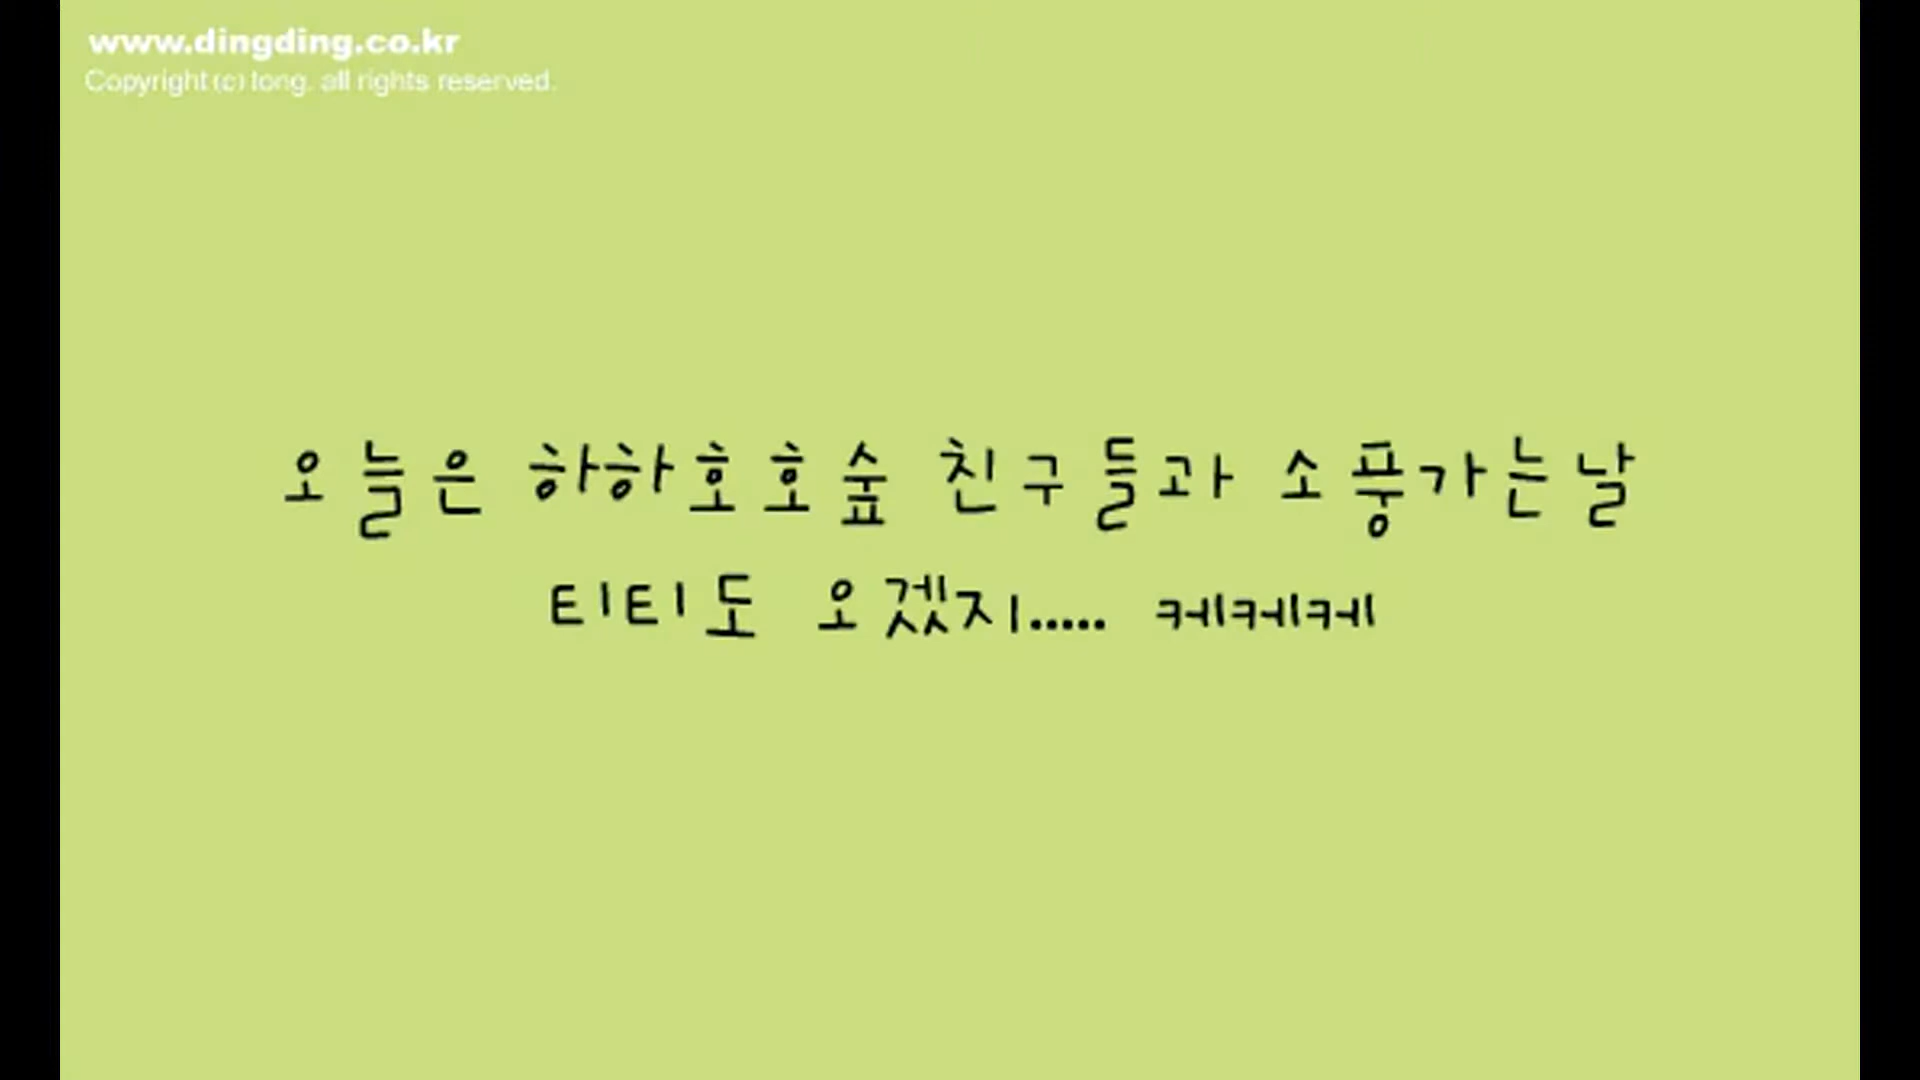 www.dingding.co.kr
Copyright (c) tong. all rights reserved.
오늘은 하하호호숲 친구들과 소풍가는날
티티도 오겠지..... 케케케